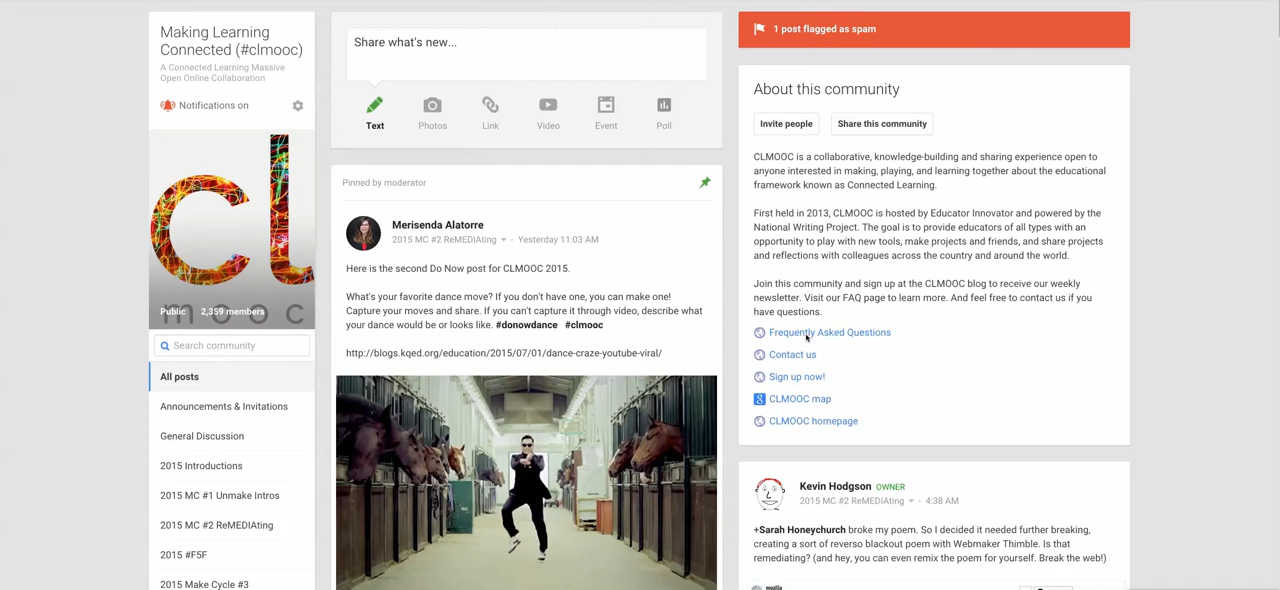 Making Learning
Connected (#clmooc)
A Connected Learning Massive
Open Online Collaboration
Notifications on
cl
mooc
Public 2,359 members
Search community
All posts
Announcements & Invitations
General Discussion
2015 Introductions
2015 MC #1 Unmake Intros
2015 MC #2 ReMEDIAting
2015 #F5F
2015 Make Cycle #3
Share what's new...
Text Photos Link Video Event Poll
Pinned by moderator
Merisenda Alatorre
2015 MC #2 ReMEDIAting - Yesterday 11:03 AM
Here is the second Do Now post for CLMOOC 2015.
What's your favorite dance move? If you don't have one, you can make one!
Capture your moves and share. If you can't capture it through video, describe what
your dance would be or looks like. #donowdance #clmooc
http://blogs.kqed.org/education/2015/07/01/dance-craze-youtube-viral/
1 post flagged as spam
About this community
Invite people Share this community
CLMOOC is a collaborative, knowledge-building and sharing experience open to
anyone interested in making, playing, and learning together about the educational
framework known as Connected Learning.
First held in 2013, CLMOOC is hosted by Educator Innovator and powered by the
National Writing Project. The goal is to provide educators of all types with an
opportunity to play with new tools, make projects and friends, and share projects
and reflections with colleagues across the country and around the world.
Join this community and sign up at the CLMOOC blog to receive our weekly
newsletter. Visit our FAQ page to learn more. And feel free to contact us if you
have questions.
Frequently Asked Questions
Contact us
Sign up now!
CLMOOC map
CLMOOC homepage
Kevin Hodgson OWNER
2015 MC #2 ReMEDIAting - 4:38 AM
+Sarah Honeychurch broke my poem. So I decided it needed further breaking,
creating a sort of reverso blackout poem with Webmaker Thimble. Is that
remediating? (and hey, you can even remix the poem for yourself. Break the web!)
mozilla